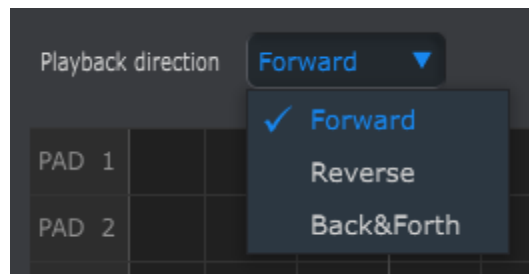 Playback direction Forward
Forward
PAD 1
Reverse
PAD 2
Back&Forth